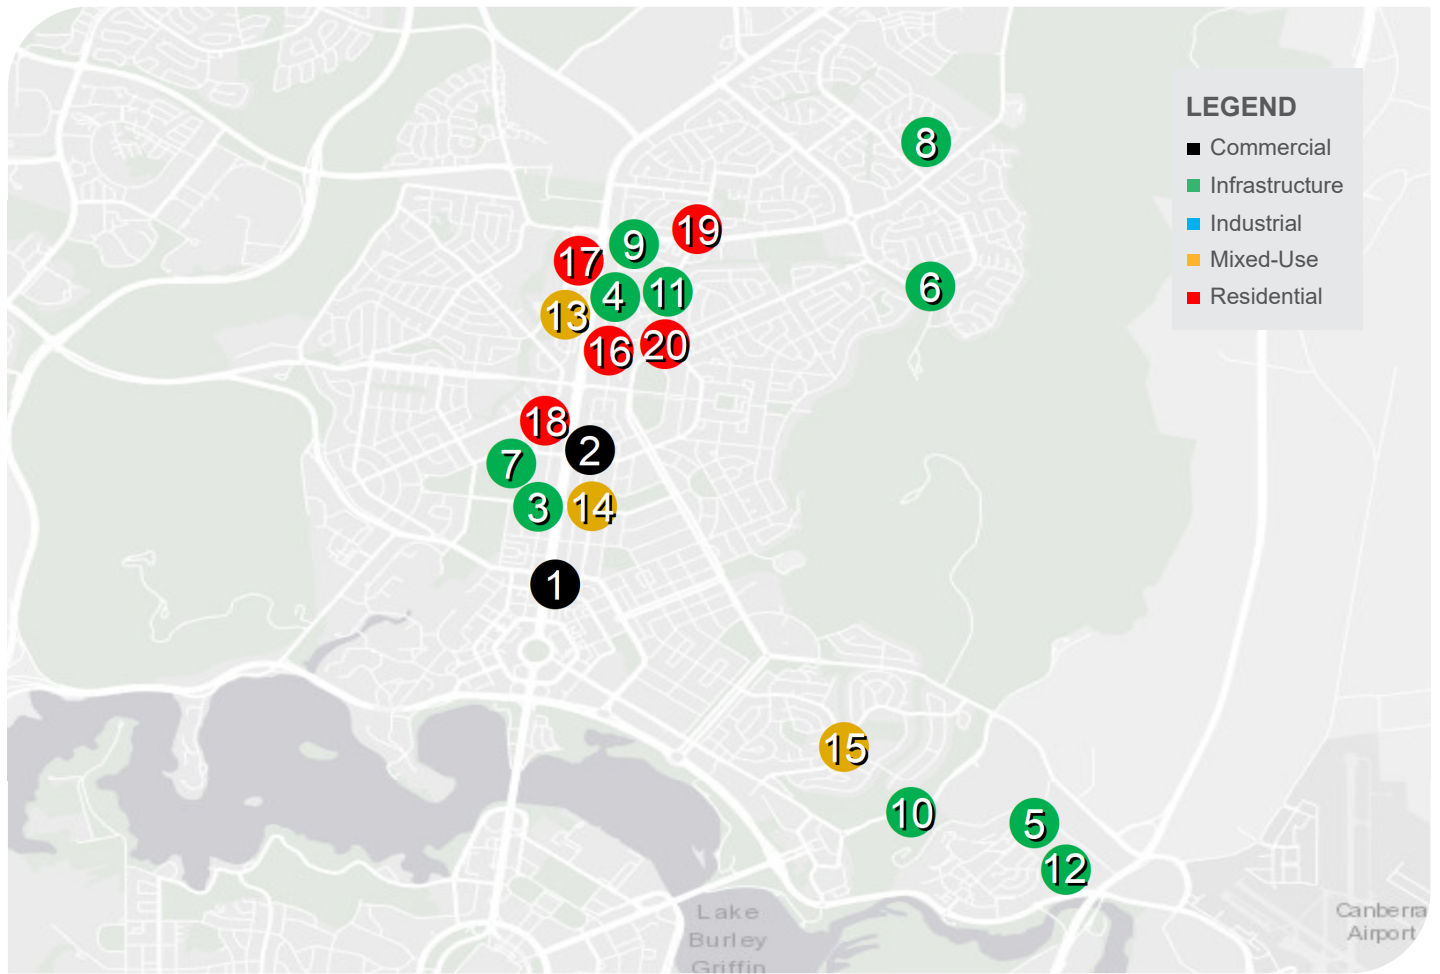 LEGEND
Commercial
Infrastructure
Industrial
Mixed-Use
Residential
8
19
9
17
6
11
4
13
20
16
18
2
7
14
3
1
15
10
5
12
Lake
Burley
Griffin
Canberra
Airport